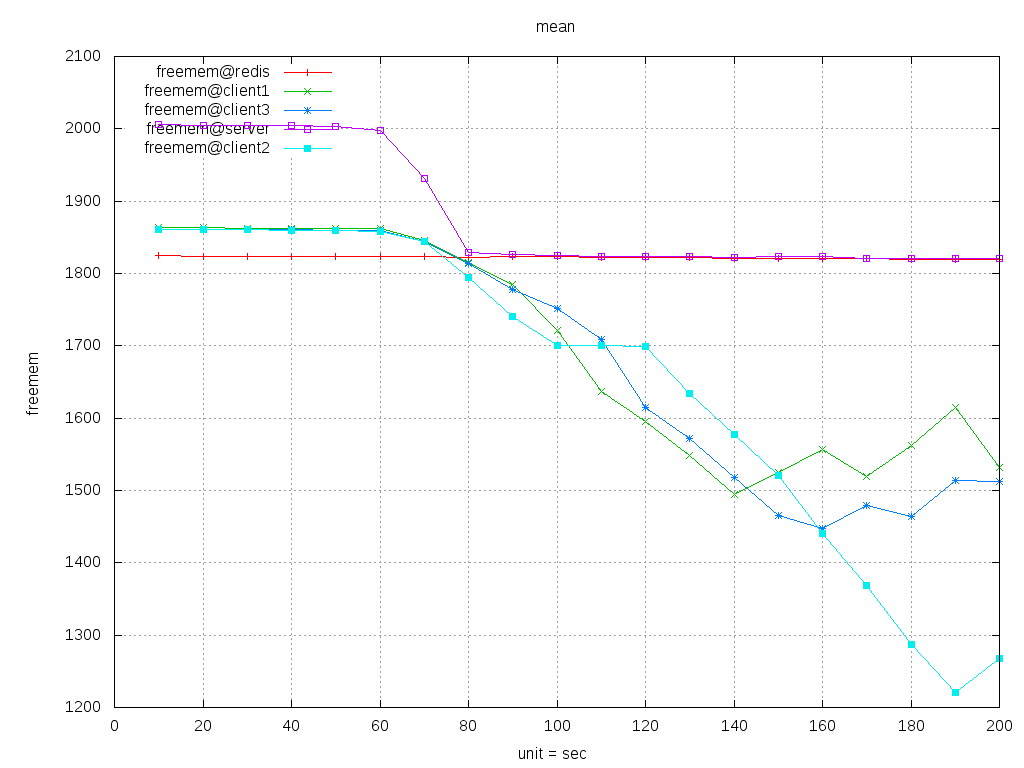 mean
2100
2000
1900
1800
1700
1600
1500
1400
1300
1200
freemem
freemem@redis
freemem@client1
freemem@client3
freemem@server
freemem@client2
0 20 40 60 80 100 120 140 160 180 200
unit = sec